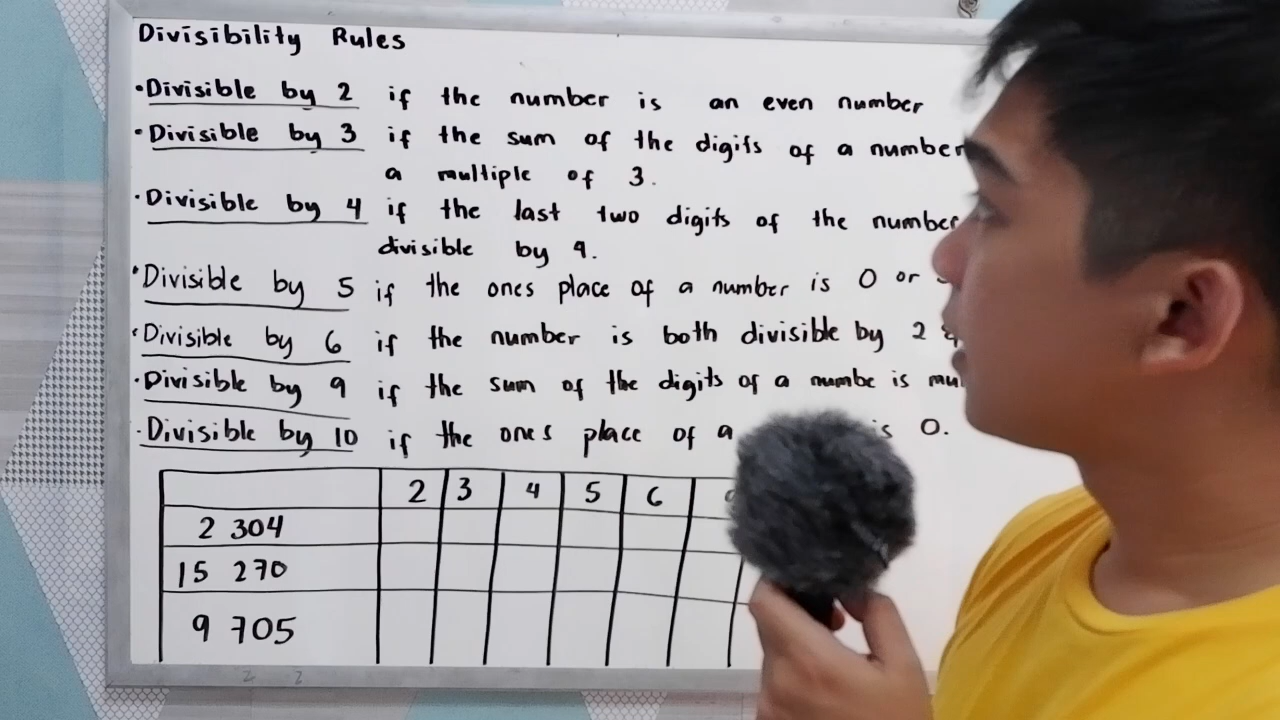 Divisibility Rules
• Divisible by 2 if the number is an even number
• Divisible by 3 if the sum of the digits of a number
a multiple of 3.
• Divisible by 4 if the last two digits of the number
divisible by 4.
• Divisible by 5 if the ones place of a number is 0 or
• Divisible by 6 if the number is both divisible by 2 &
• Divisible by 9 if the sum of the digits of a numbe is mu
• Divisible by 10 if the ones place of a is 0.
2 3 4 5 6
2 304
15 270
9 705